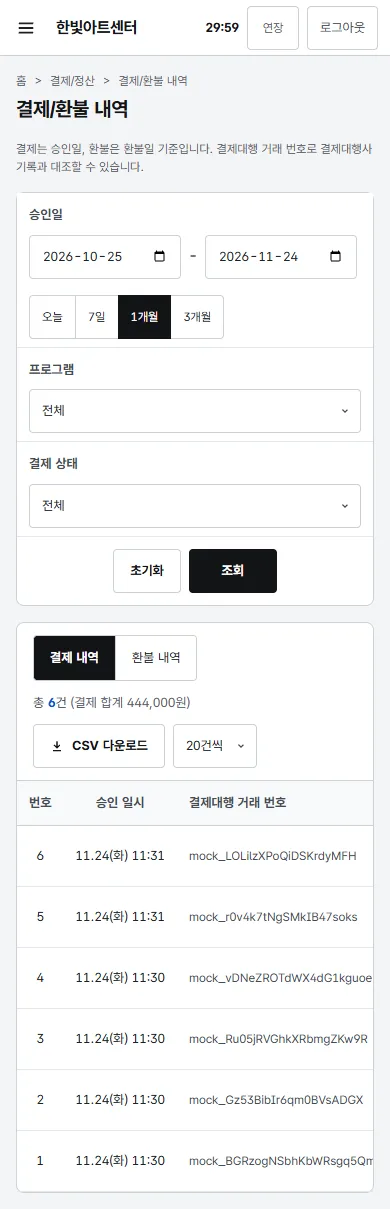 한빛아트센터 29:59 연장 로그아웃
홈 > 결제/정산 > 결제/환불 내역
결제/환불 내역
결제는 승인일, 환불은 환불일 기준입니다. 결제대행 거래 번호로 결제대행사
기록과 대조할 수 있습니다.
승인일
2026-10-25 - 2026-11-24
오늘 7일 1개월 3개월
프로그램
전체
결제 상태
전체
초기화 조회
결제 내역 환불 내역
총 6건 (결제 합계 444,000원)
CSV 다운로드 20건씩
번호 승인 일시 결제대행 거래 번호
6 11.24(화) 11:31 mock_LOLilzXPoQiDSKrdyMFH
5 11.24(화) 11:31 mock_r0v4k7tNgSMkIB47soks
4 11.24(화) 11:30 mock_vDNeZROTdWX4dG1kguoe
3 11.24(화) 11:30 mock_Ru05jRVGhkXRbmgZKw9R
2 11.24(화) 11:30 mock_Gz53BibIr6qm0BVsADGX
1 11.24(화) 11:30 mock_BGRzogNSbhKbWRsgq5Qm